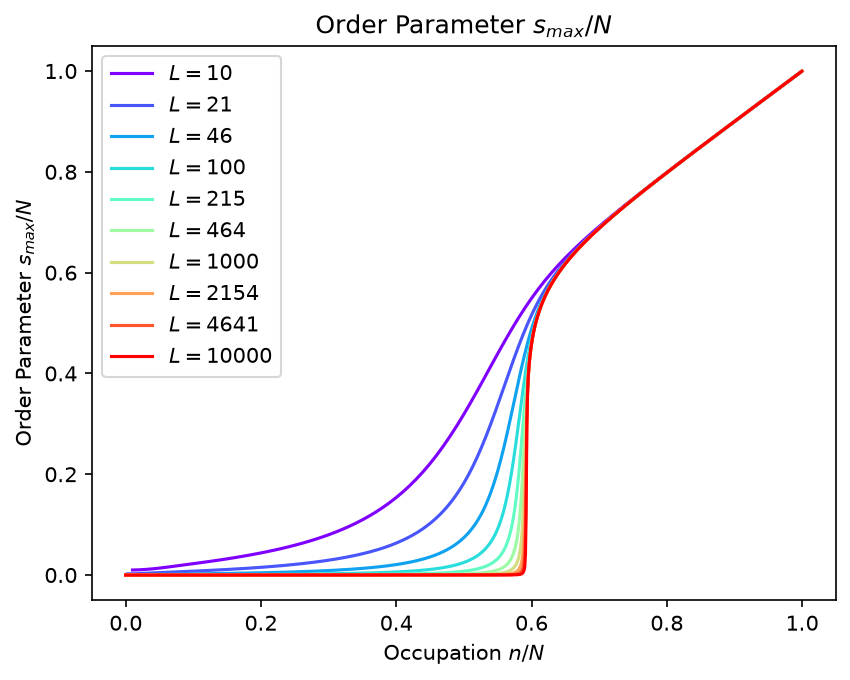 Order Parameter s_max/N
Order Parameter s_max/N
1.0
0.8
0.6
0.4
0.2
0.0
L = 10
L = 21
L = 46
L = 100
L = 215
L = 464
L = 1000
L = 2154
L = 4641
L = 10000
0.0 0.2 0.4 0.6 0.8 1.0
Occupation n/N